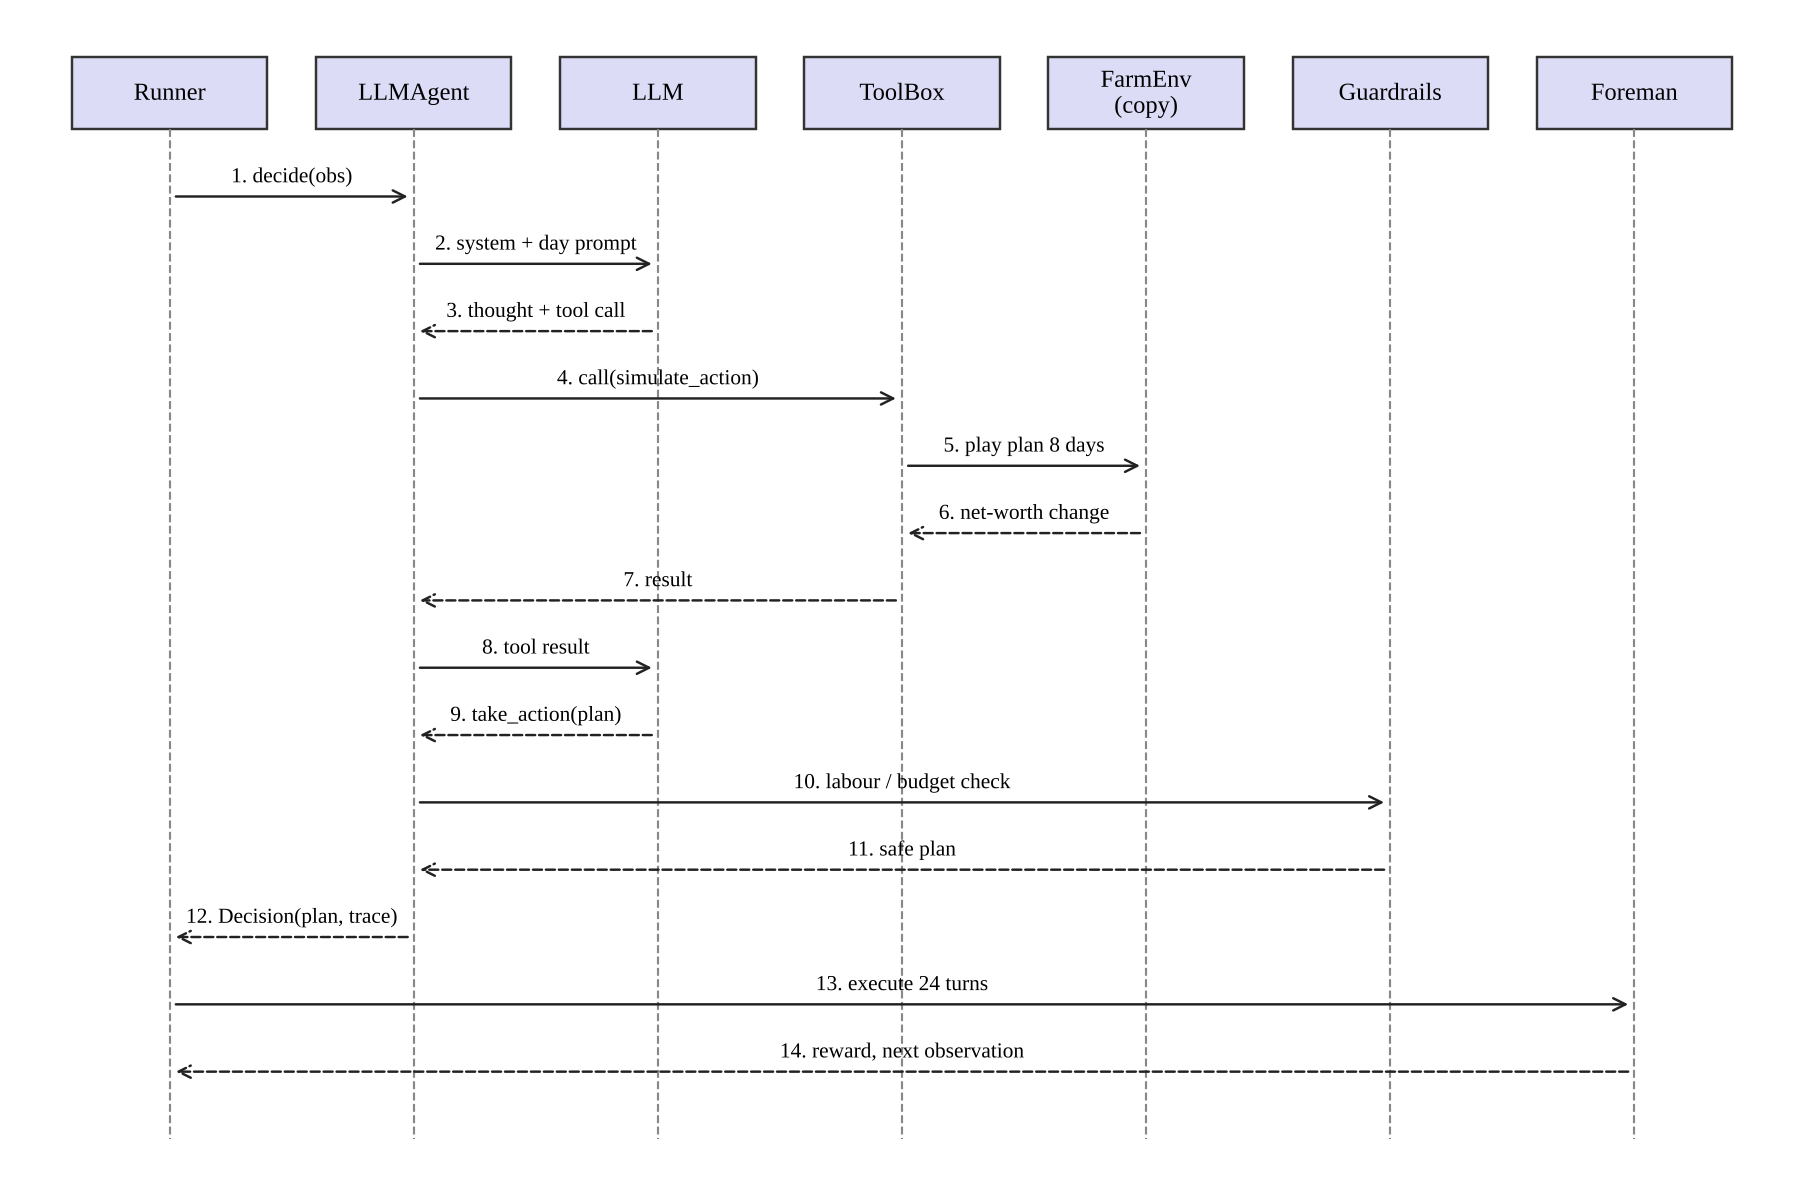 Runner
LLMAgent
LLM
ToolBox
FarmEnv
(copy)
Guardrails
Foreman
1. decide(obs)
2. system + day prompt
3. thought + tool call
4. call(simulate_action)
5. play plan 8 days
6. net-worth change
7. result
8. tool result
9. take_action(plan)
10. labour / budget check
11. safe plan
12. Decision(plan, trace)
13. execute 24 turns
14. reward, next observation